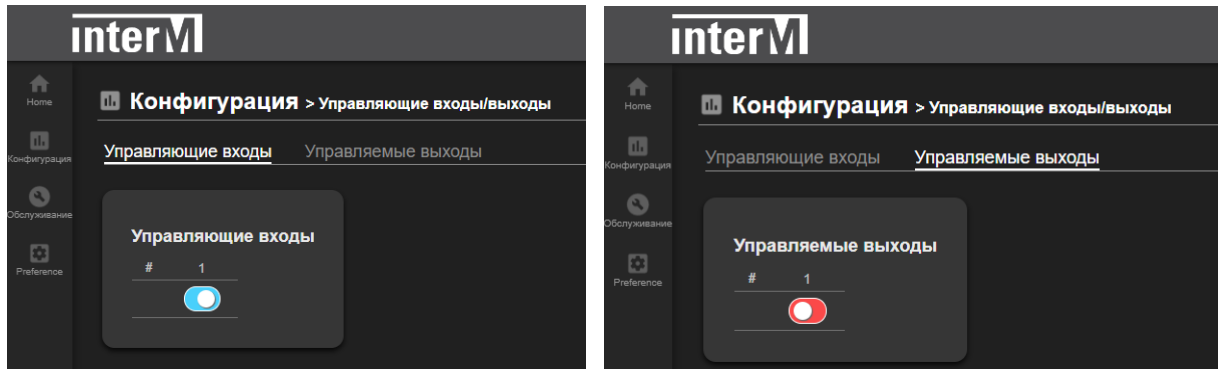 interM
Home
Конфигурация > Управляющие входы/выходы
Конфигурация
Управляющие входы Управляемые выходы
Обслуживание
Управляющие входы
Preference
# 1
interM
Home
Конфигурация > Управляющие входы/выходы
Конфигурация
Управляющие входы Управляемые выходы
Обслуживание
Управляемые выходы
Preference
# 1